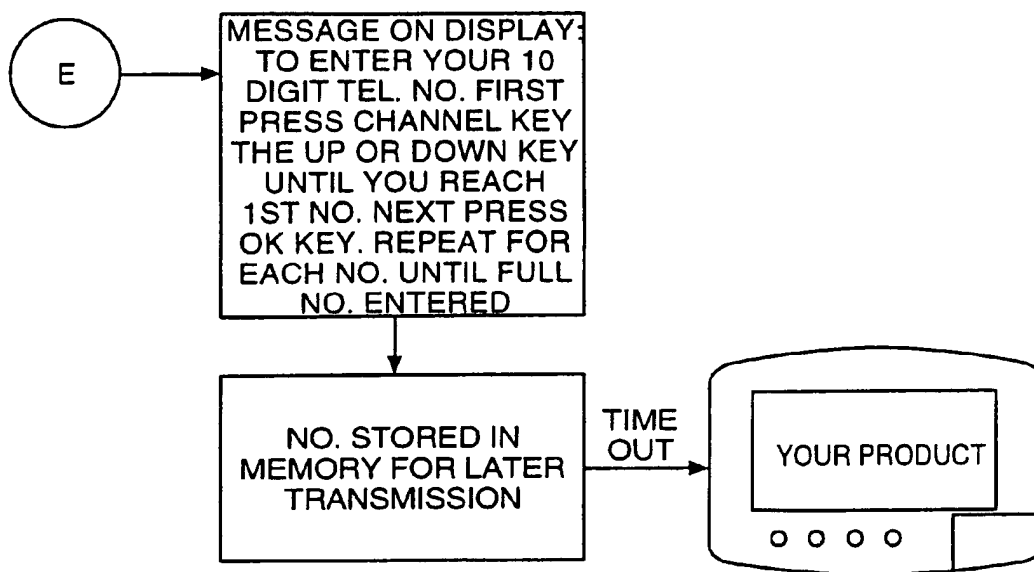 E
MESSAGE ON DISPLAY:
TO ENTER YOUR 10
DIGIT TEL. NO. FIRST
PRESS CHANNEL KEY
THE UP OR DOWN KEY
UNTIL YOU REACH
1ST NO. NEXT PRESS
OK KEY. REPEAT FOR
EACH NO. UNTIL FULL
NO. ENTERED
NO. STORED IN
MEMORY FOR LATER
TRANSMISSION
TIME
OUT
YOUR PRODUCT